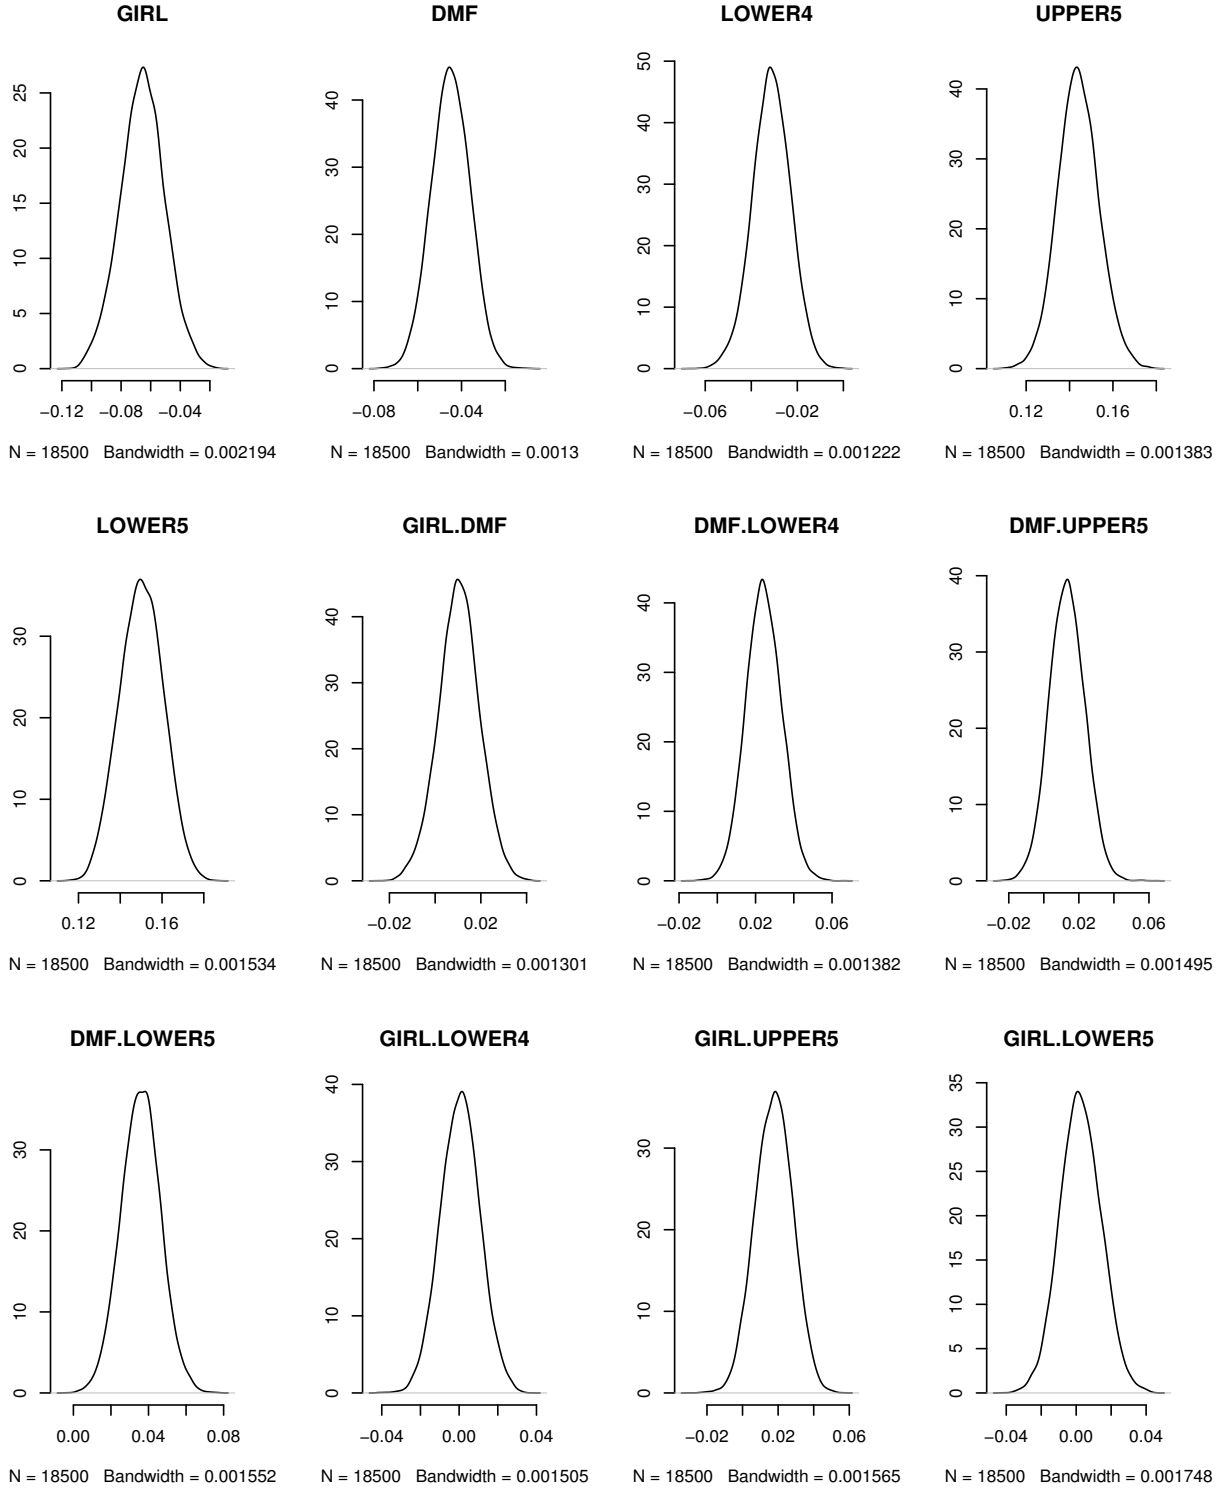 GIRL DMF LOWER4 UPPER5
0 5 10 15 20 25
−0.12 −0.08 −0.04
0 10 20 30 40
−0.08 −0.04
0 10 20 30 40 50
−0.06 −0.02
0 10 20 30 40
0.12 0.16
N = 18500 Bandwidth = 0.002194 N = 18500 Bandwidth = 0.0013 N = 18500 Bandwidth = 0.001222 N = 18500 Bandwidth = 0.001383
LOWER5 GIRL.DMF DMF.LOWER4 DMF.UPPER5
0 10 20 30
0.12 0.16
0 10 20 30 40
−0.02 0.02
0 10 20 30 40
−0.02 0.02 0.06
0 10 20 30 40
−0.02 0.02 0.06
N = 18500 Bandwidth = 0.001534 N = 18500 Bandwidth = 0.001301 N = 18500 Bandwidth = 0.001382 N = 18500 Bandwidth = 0.001495
DMF.LOWER5 GIRL.LOWER4 GIRL.UPPER5 GIRL.LOWER5
0 10 20 30
0.00 0.04 0.08
0 10 20 30 40
−0.04 0.00 0.04
0 10 20 30
−0.02 0.02 0.06
0 5 10 15 20 25 30 35
−0.04 0.00 0.04
N = 18500 Bandwidth = 0.001552 N = 18500 Bandwidth = 0.001505 N = 18500 Bandwidth = 0.001565 N = 18500 Bandwidth = 0.001748